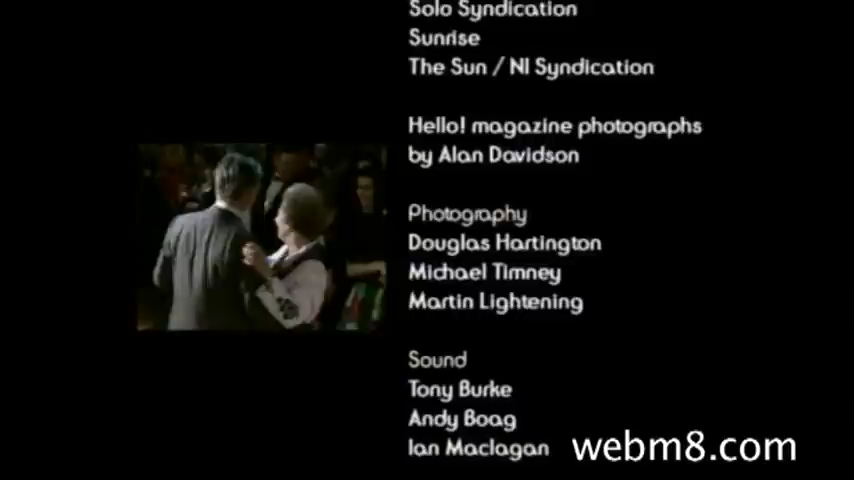 Solo Syndication
Sunrise
The Sun / NI Syndication
Hello! magazine photographs
by Alan Davidson
Photography
Douglas Hartington
Michael Timney
Martin Lightening
Sound
Tony Burke
Andy Boag
Ian Maclagan
webm8.com